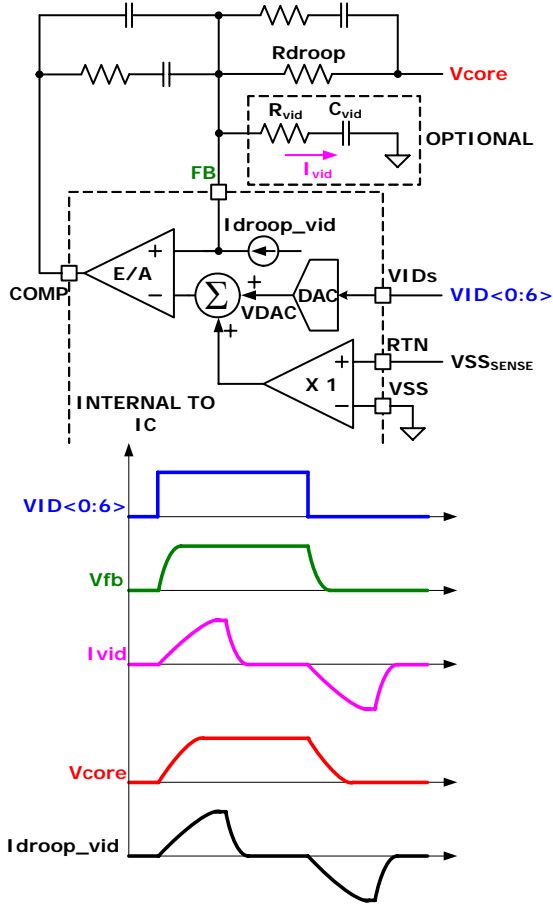 Rdroop
Vcore
Rvid
Cvid
OPTIONAL
Ivid
FB
Idroop_vid
E/A
+
−
COMP
Σ
+
+
VDAC
DAC
VIDs
VID<0:6>
RTN
+
X 1
−
VSSSENSE
VSS
INTERNAL TO
IC
VID<0:6>
Vfb
Ivid
Vcore
Idroop_vid